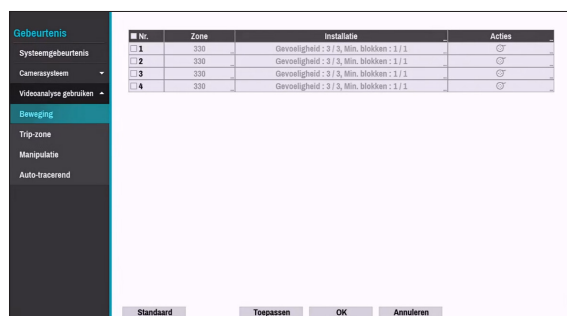 Gebeurtenis
Systeemgebeurtenis
Camerasysteem
Videoanalyse gebruiken
Beweging
Trip-zone
Manipulatie
Auto-tracerend
Nr. Zone Installatie Acties
1 330 Gevoeligheid : 3 / 3, Min. blokken : 1 / 1
2 330 Gevoeligheid : 3 / 3, Min. blokken : 1 / 1
3 330 Gevoeligheid : 3 / 3, Min. blokken : 1 / 1
4 330 Gevoeligheid : 3 / 3, Min. blokken : 1 / 1
Standaard Toepassen OK Annuleren